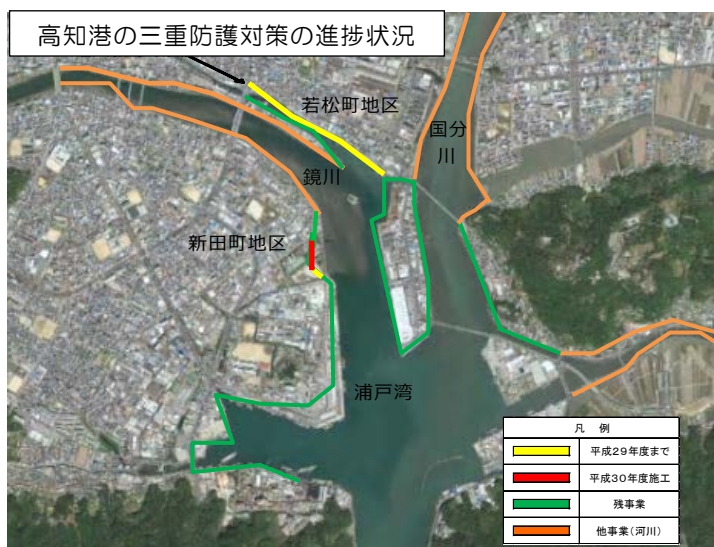 高知港の三重防護対策の進捗状況
若松町地区
国分
川
鏡川
新田町地区
浦戸湾
凡 例
平成29年度まで
平成30年度施工
残事業
他事業(河川)